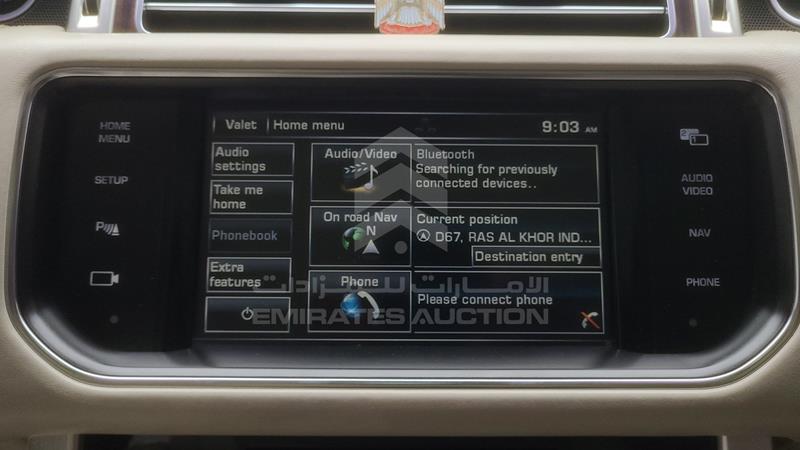 Valet
Home menu
9:03 AM
HOME
MENU
SETUP
P
Audio
settings
Take me
home
Phonebook
Extra
features
Audio/Video
Bluetooth
Searching for previously
connected devices..
On road Nav
N
Current position
D67, RAS AL KHOR IND...
Destination entry
Phone
Please connect phone
2
1
AUDIO
VIDEO
NAV
PHONE
الإمارات للمزادات
EMIRATES AUCTION